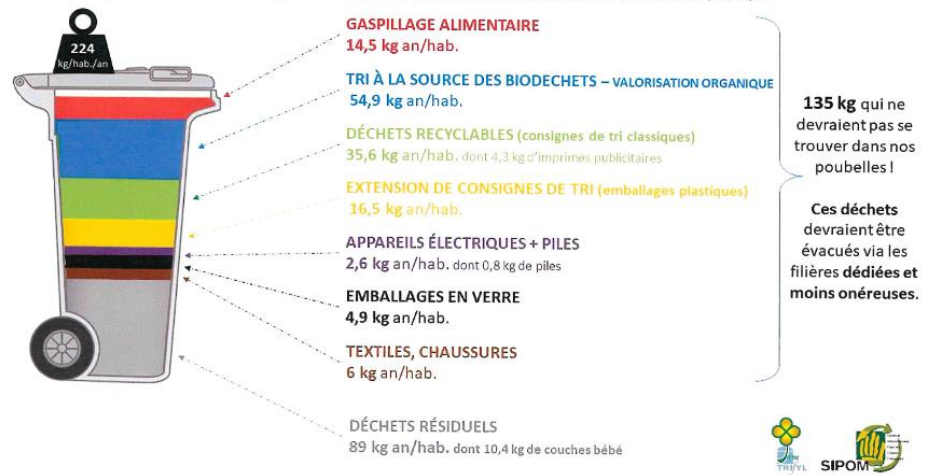 224
kg/hab./an
GASPILLAGE ALIMENTAIRE
14,5 kg an/hab.
TRI À LA SOURCE DES BIODECHETS – VALORISATION ORGANIQUE
54,9 kg an/hab.
DÉCHETS RECYCLABLES (consignes de tri classiques)
35,6 kg an/hab. dont 4,3 kg d'imprimés publicitaires
EXTENSION DE CONSIGNES DE TRI (emballages plastiques)
16,5 kg an/hab.
APPAREILS ÉLECTRIQUES + PILES
2,6 kg an/hab. dont 0,8 kg de piles
EMBALLAGES EN VERRE
4,9 kg an/hab.
TEXTILES, CHAUSSURES
6 kg an/hab.
DÉCHETS RÉSIDUELS
89 kg an/hab. dont 10,4 kg de couches bébé
135 kg qui ne
devraient pas se
trouver dans nos
poubelles !
Ces déchets
devraient être
évacués via les
filières dédiées et
moins onéreuses.
TRIFYL
SIPOM